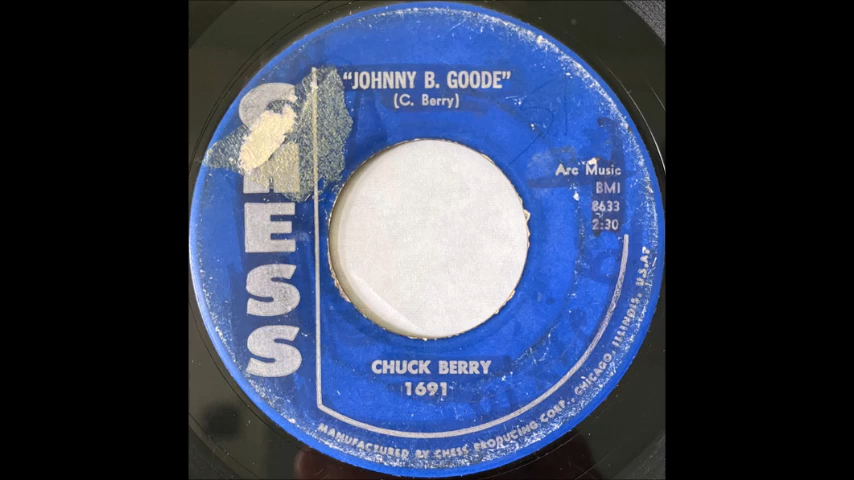 "JOHNNY B. GOODE"
(C. Berry)
CHESS
Arc Music
BMI
8633
2:30
CHUCK BERRY
1691
MANUFACTURED BY CHESS PRODUCING CORP., CHICAGO, ILLINOIS, U.S.A.